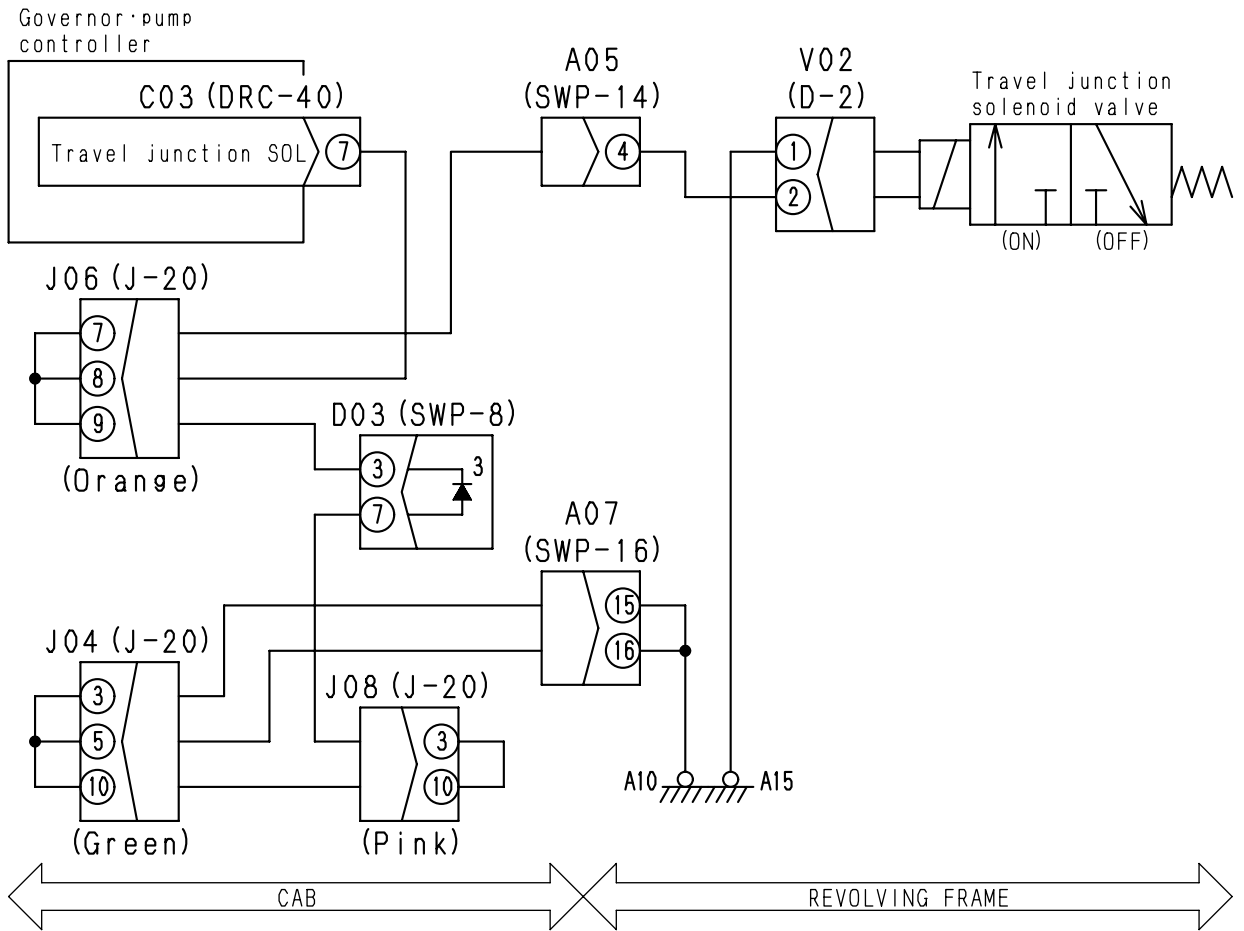 Governor·pump
controller
C03 (DRC-40)
Travel junction SOL
7
A05
(SWP-14)
4
V02
(D-2)
1
2
Travel junction
solenoid valve
(ON)
(OFF)
J06 (J-20)
7
8
9
(Orange)
D03 (SWP-8)
3
7
3
A07
(SWP-16)
15
16
J04 (J-20)
3
5
10
(Green)
J08 (J-20)
3
10
(Pink)
A10
A15
CAB
REVOLVING FRAME